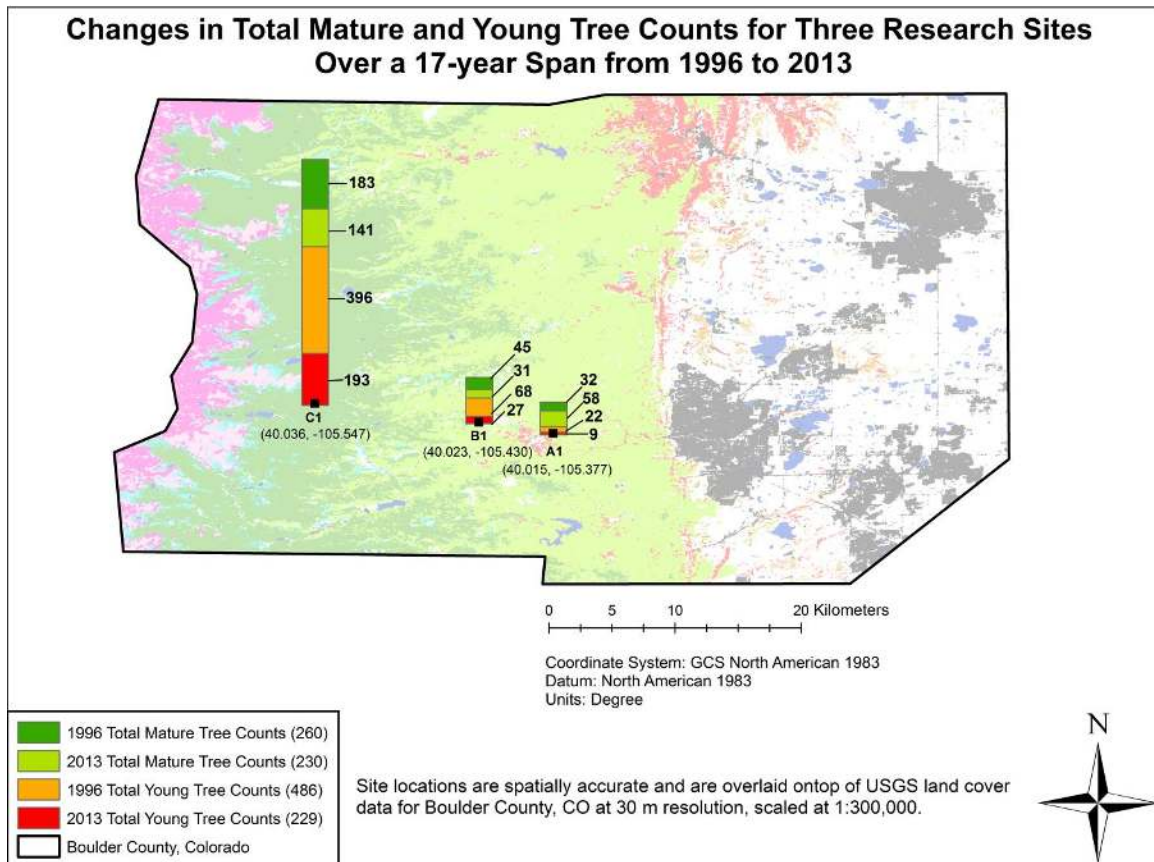 Changes in Total Mature and Young Tree Counts for Three Research Sites
Over a 17-year Span from 1996 to 2013
183
141
396
193
C1
(40.036, -105.547)
45
31
68
27
B1
(40.023, -105.430)
32
58
22
9
A1
(40.015, -105.377)
0 5 10 20 Kilometers
Coordinate System: GCS North American 1983
Datum: North American 1983
Units: Degree
1996 Total Mature Tree Counts (260)
2013 Total Mature Tree Counts (230)
1996 Total Young Tree Counts (486)
2013 Total Young Tree Counts (229)
Boulder County, Colorado
Site locations are spatially accurate and are overlaid ontop of USGS land cover
data for Boulder County, CO at 30 m resolution, scaled at 1:300,000.
N